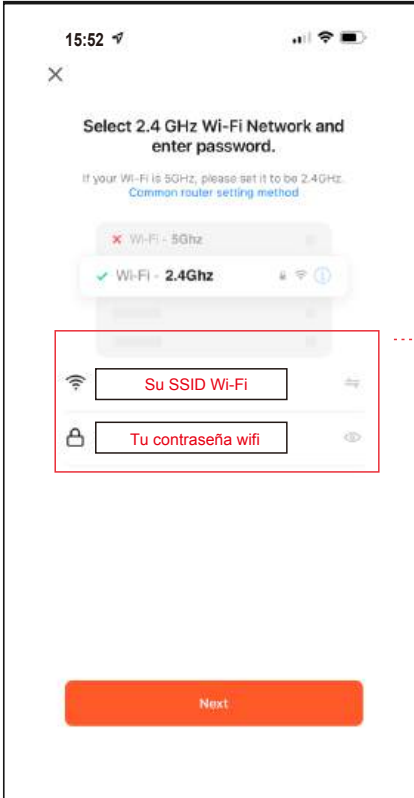 15:52
Select 2.4 GHz Wi-Fi Network and
enter password.
If your Wi-Fi is 5GHz, please set it to be 2.4GHz.
Common router setting method
Wi-Fi - 5Ghz
Wi-Fi - 2.4Ghz
Su SSID Wi-Fi
Tu contraseña wifi
Next